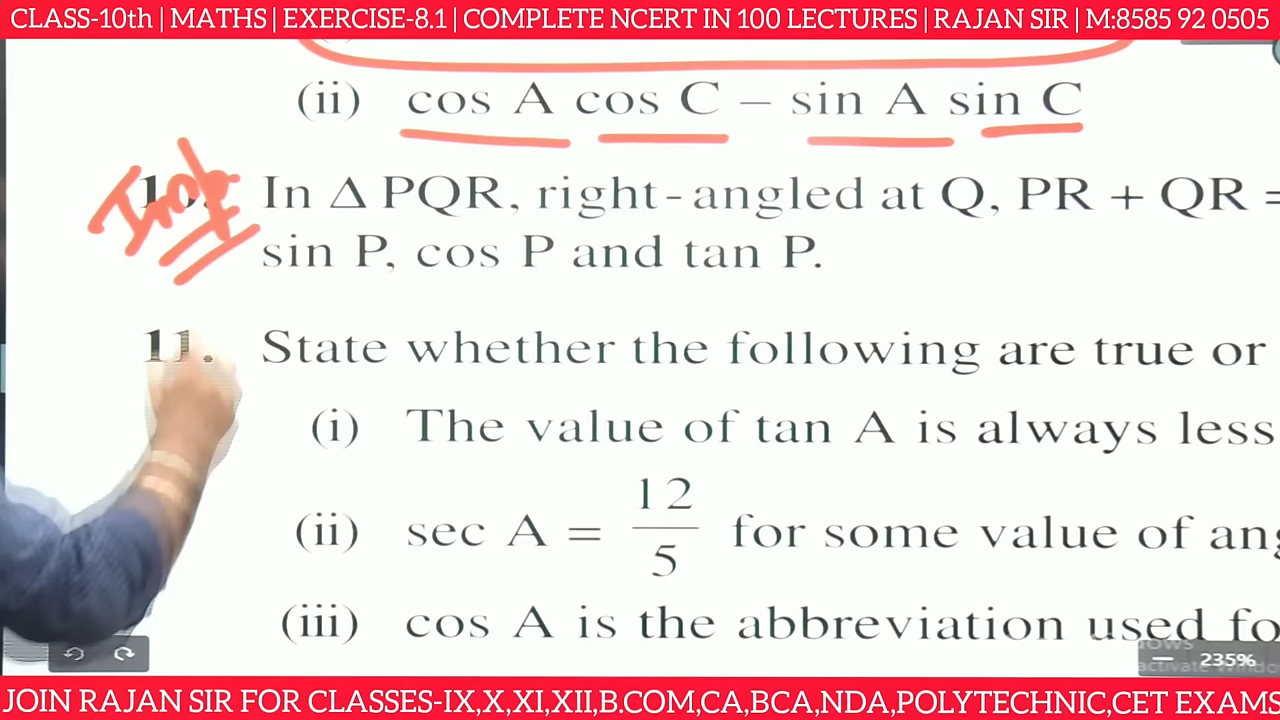 CLASS-10th | MATHS | EXERCISE-8.1 | COMPLETE NCERT IN 100 LECTURES | RAJAN SIR | M:8585 92 0505
(ii) cos A cos C – sin A sin C
Imp. In Δ PQR, right-angled at Q, PR + QR =
sin P, cos P and tan P.
11. State whether the following are true or
(i) The value of tan A is always less
(ii) sec A = 12/5 for some value of ang
(iii) cos A is the abbreviation used fo
235%
JOIN RAJAN SIR FOR CLASSES-IX,X,XI,XII,B.COM,CA,BCA,NDA,POLYTECHNIC,CET EXAMS